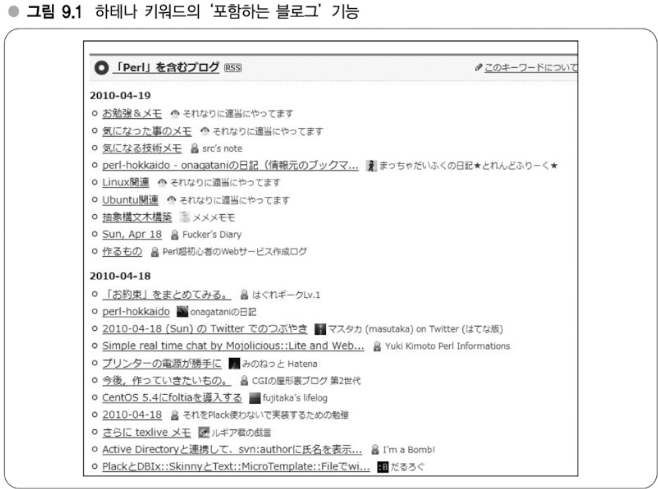 그림 9.1 하테나 키워드의 ‘포함하는 블로그’ 기능
「Perl」を含むブログ RSS このキーワードについて
2010-04-19
お勉強＆メモ それなりに適当にやってます
気になった事のメモ それなりに適当にやってます
気になる技術メモ src's note
perl-hokkaido - onagataniの日記（情報元のブックマ... まっちゃだいふくの日記★とれんどふりーく★
Linux関連 それなりに適当にやってます
Ubuntu関連 それなりに適当にやってます
抽象構文木構築 メメメモモ
Sun, Apr 18 Fucker's Diary
作るもの Perl超初心者のWebサービス作成ログ
2010-04-18
「お約束」をまとめてみる。 はぐれギークLv.1
perl-hokkaido onagataniの日記
2010-04-18 (Sun) の Twitter でのつぶやき マスタカ (masutaka) on Twitter (はてな版)
Simple real time chat by Mojolicious::Lite and Web... Yuki Kimoto Perl Informations
プリンターの電源が勝手に みのねっと Hatena
今後，作っていきたいもの。 CGIの屋形裏ブログ 第2世代
CentOS 5.4にfoltiaを導入する fujitaka's lifelog
2010-04-18 それをPlack使わないで実装するための勉強
さらに texlive メモ ルギア君の戯言
Active Directoryと連携して、svn:authorに氏名を表示... I'm a Bomb!
PlackとDBIx::SkinnyとText::MicroTemplate::Fileでwi... だるろぐ